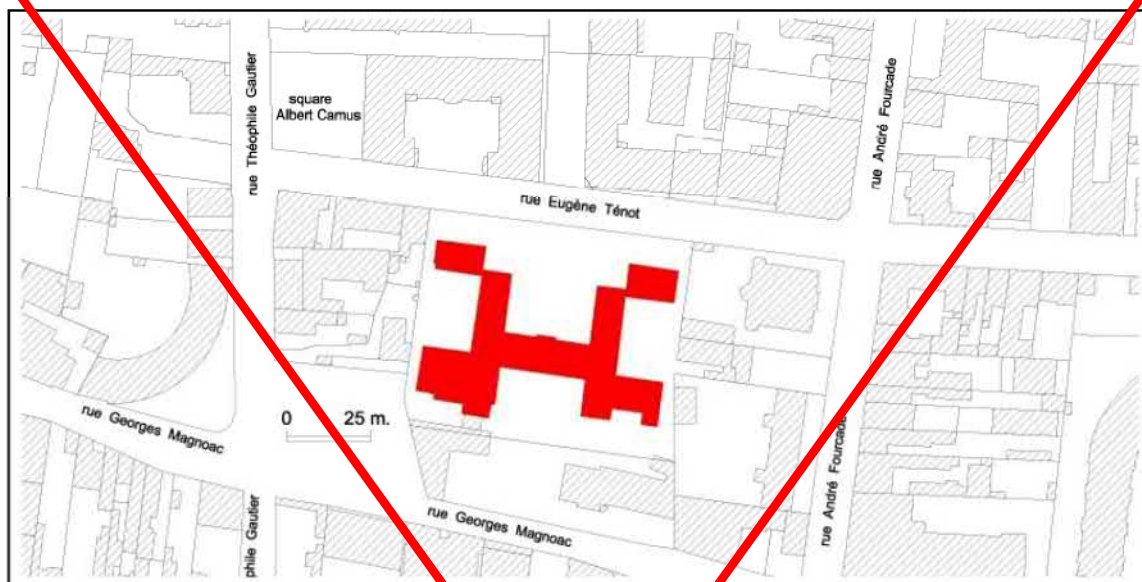 rue Théophile Gautier
square
Albert Camus
rue André Fourcade
rue Eugène Ténot
rue Georges Magnoac
0 25 m.
rue André Fourcade
rue Georges Magnoac
phile Gautier